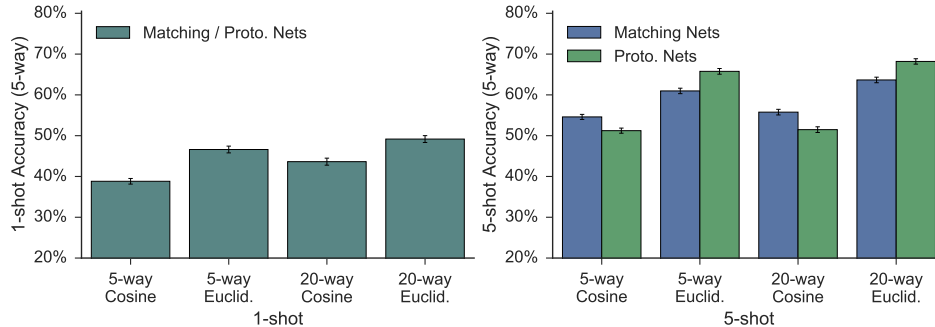 1-shot Accuracy (5-way)
80%
70%
60%
50%
40%
30%
20%
Matching / Proto. Nets
5-way
Cosine
5-way
Euclid.
20-way
Cosine
20-way
Euclid.
1-shot
5-shot Accuracy (5-way)
80%
70%
60%
50%
40%
30%
20%
Matching Nets
Proto. Nets
5-way
Cosine
5-way
Euclid.
20-way
Cosine
20-way
Euclid.
5-shot